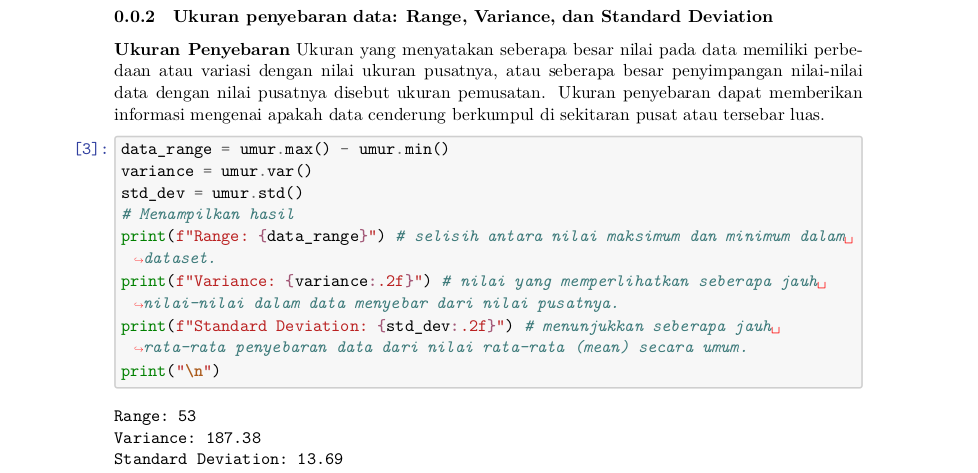 0.0.2 Ukuran penyebaran data: Range, Variance, dan Standard Deviation
Ukuran Penyebaran Ukuran yang menyatakan seberapa besar nilai pada data memiliki perbe-
daan atau variasi dengan nilai ukuran pusatnya, atau seberapa besar penyimpangan nilai-nilai
data dengan nilai pusatnya disebut ukuran pemusatan. Ukuran penyebaran dapat memberikan
informasi mengenai apakah data cenderung berkumpul di sekitaran pusat atau tersebar luas.
[3]: data_range = umur.max() - umur.min()
variance = umur.var()
std_dev = umur.std()
# Menampilkan hasil
print(f"Range: {data_range}") # selisih antara nilai maksimum dan minimum dalam␣
↪dataset.
print(f"Variance: {variance:.2f}") # nilai yang memperlihatkan seberapa jauh␣
↪nilai-nilai dalam data menyebar dari nilai pusatnya.
print(f"Standard Deviation: {std_dev:.2f}") # menunjukkan seberapa jauh␣
↪rata-rata penyebaran data dari nilai rata-rata (mean) secara umum.
print("\n")
Range: 53
Variance: 187.38
Standard Deviation: 13.69